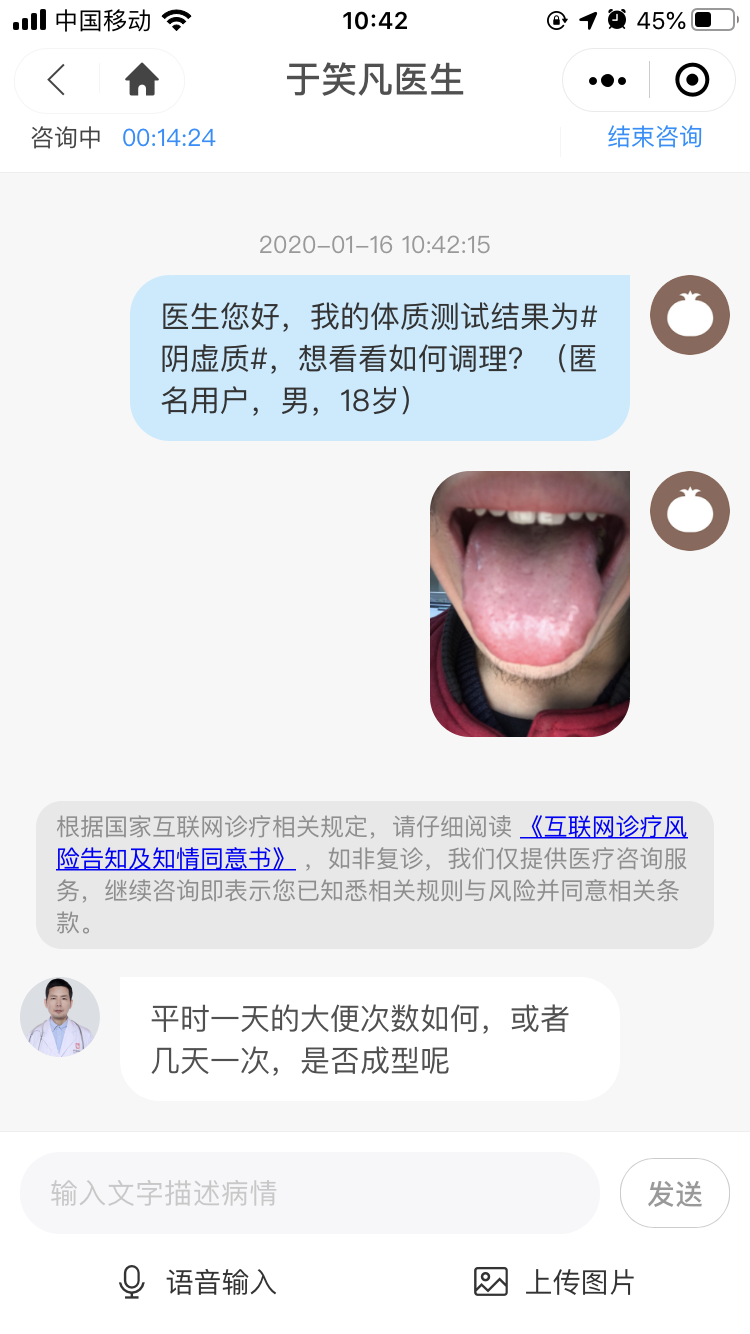 中国移动 10:42 45%
于笑凡医生
咨询中 00:14:24 结束咨询
2020-01-16 10:42:15
医生您好，我的体质测试结果为#
阴虚质#，想看看如何调理？（匿
名用户，男，18岁）
根据国家互联网诊疗相关规定，请仔细阅读《互联网诊疗风
险告知及知情同意书》，如非复诊，我们仅提供医疗咨询服
务，继续咨询即表示您已知悉相关规则与风险并同意相关条
款。
平时一天的大便次数如何，或者
几天一次，是否成型呢
输入文字描述病情 发送
语音输入 上传图片